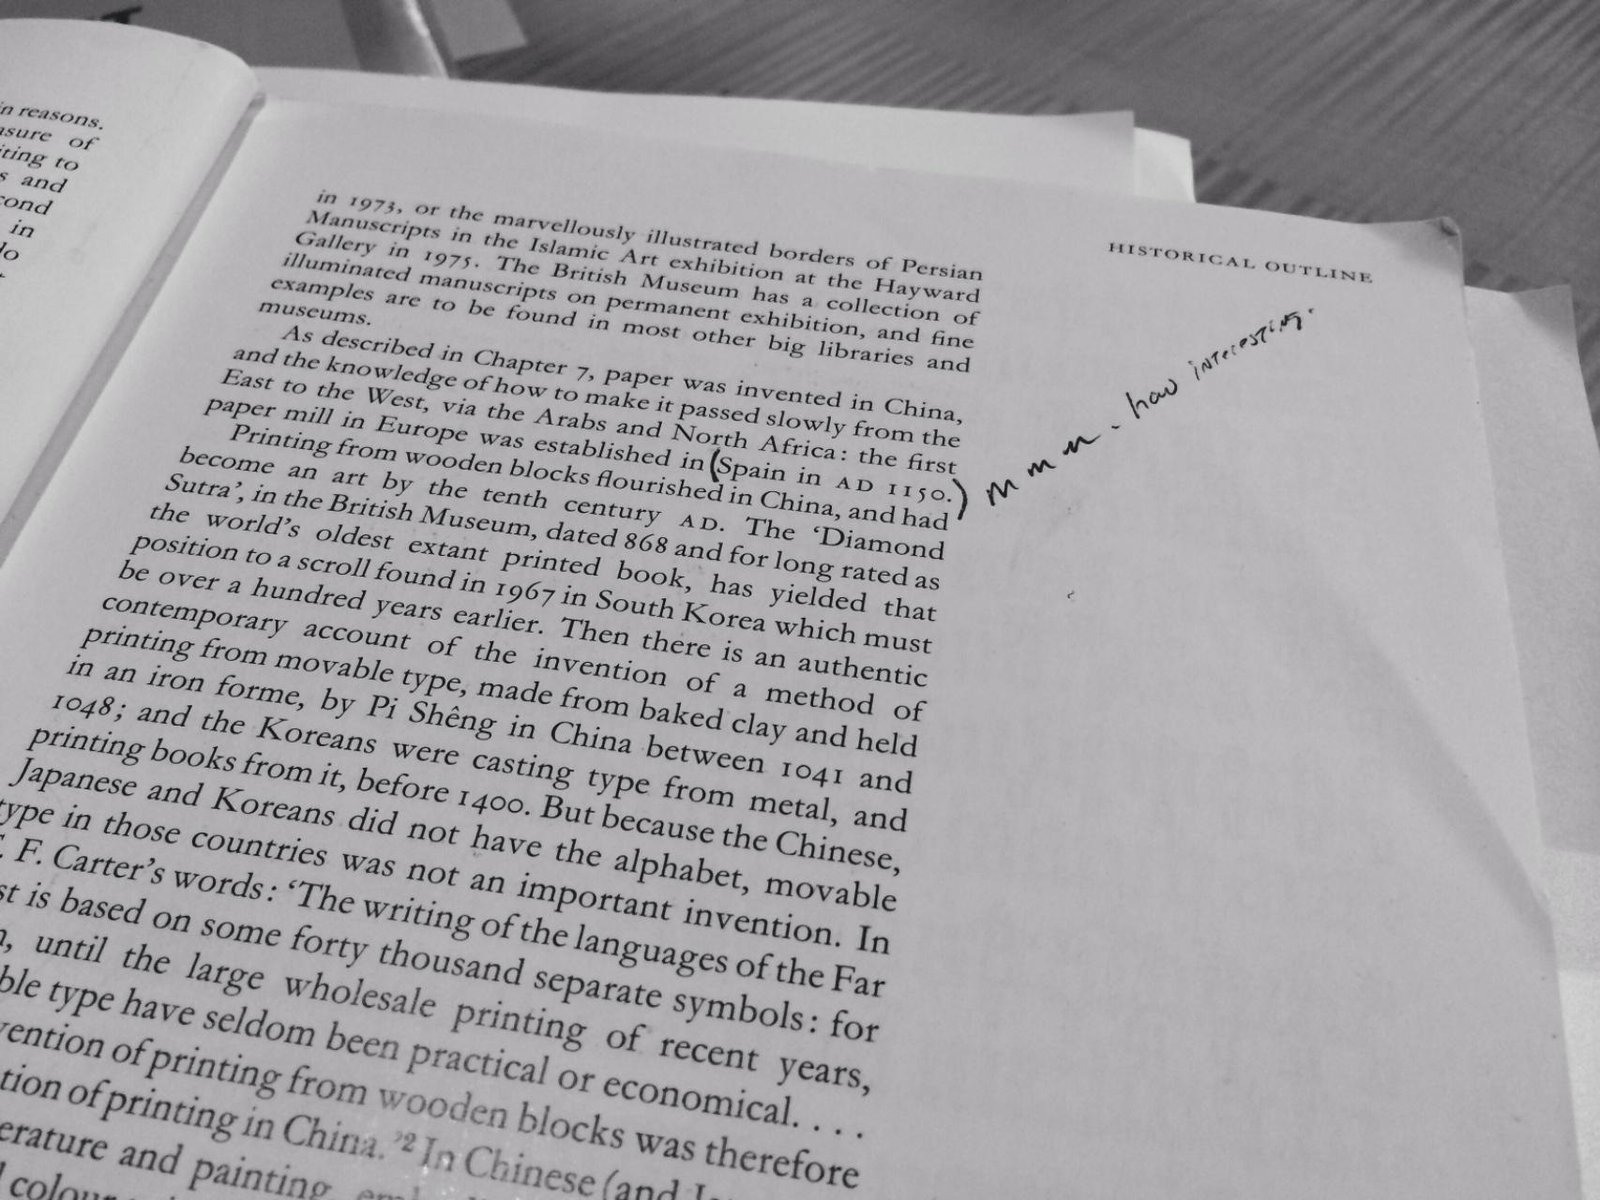 in reasons.
asure of
iting to
s and
cond
in
do
in 1973, or the marvellously illustrated borders of Persian
Manuscripts in the Islamic Art exhibition at the Hayward
Gallery in 1975. The British Museum has a collection of
illuminated manuscripts on permanent exhibition, and fine
examples are to be found in most other big libraries and
museums.
As described in Chapter 7, paper was invented in China,
and the knowledge of how to make it passed slowly from the
East to the West, via the Arabs and North Africa: the first
paper mill in Europe was established in (Spain in AD 1150.)
Printing from wooden blocks flourished in China, and had
become an art by the tenth century AD. The ‘Diamond
Sutra’, in the British Museum, dated 868 and for long rated as
the world’s oldest extant printed book, has yielded that
position to a scroll found in 1967 in South Korea which must
be over a hundred years earlier. Then there is an authentic
contemporary account of the invention of a method of
printing from movable type, made from baked clay and held
in an iron forme, by Pi Shêng in China between 1041 and
1048; and the Koreans were casting type from metal, and
printing books from it, before 1400. But because the Chinese,
Japanese and Koreans did not have the alphabet, movable
type in those countries was not an important invention. In
. F. Carter’s words: ‘The writing of the languages of the Far
st is based on some forty thousand separate symbols: for
, until the large wholesale printing of recent years,
ble type have seldom been practical or economical. . . .
vention of printing from wooden blocks was therefore
tion of printing in China.’2 In Chinese (and
erature and painting
colour
HISTORICAL OUTLINE
mmm. how interesting.